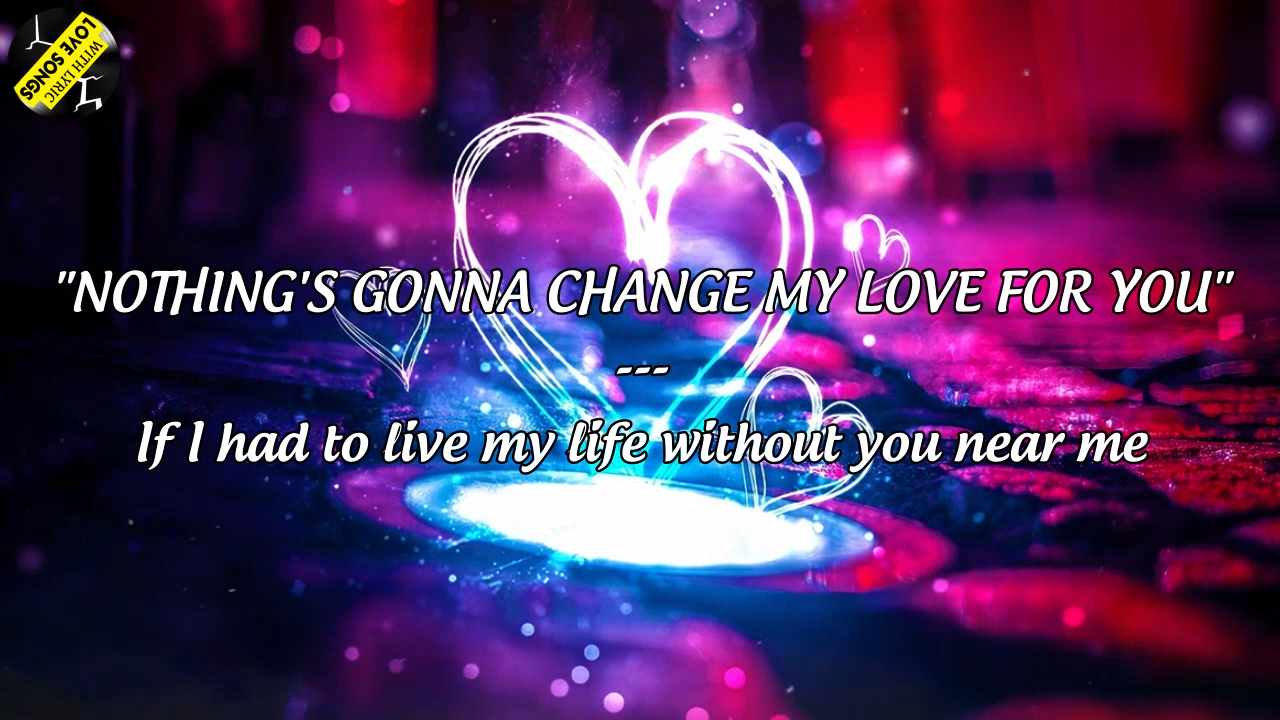 LOVE SONGS
WITH LYRIC
"NOTHING'S GONNA CHANGE MY LOVE FOR YOU"
---
If I had to live my life without you near me